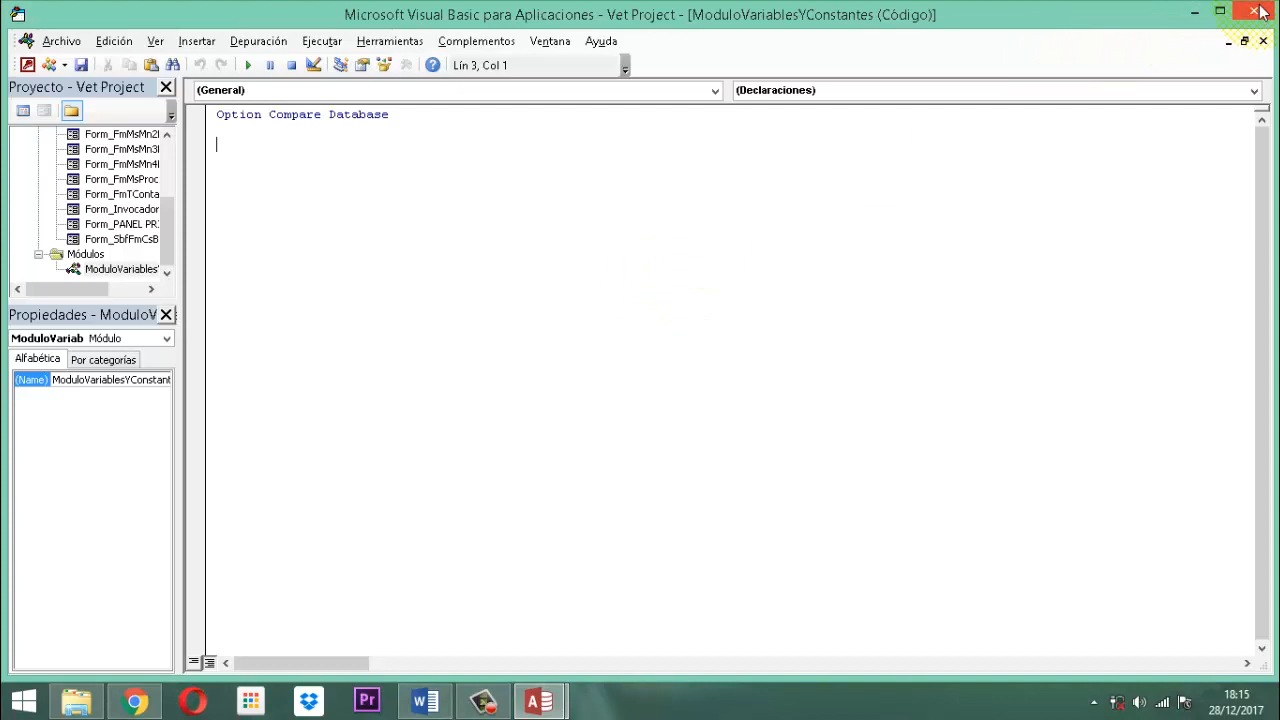 Microsoft Visual Basic para Aplicaciones - Vet Project - [ModuloVariablesYConstantes (Código)]
Archivo Edición Ver Insertar Depuración Ejecutar Herramientas Complementos Ventana Ayuda
Lín 3, Col 1
Proyecto - Vet Project
(General)
(Declaraciones)
Option Compare Database
Form_FmMsMn2
Form_FmMsMn3
Form_FmMsMn4
Form_FmMsProc
Form_FmTConta
Form_Invocador
Form_PANEL PR
Form_SbfFmCsB
Módulos
ModuloVariables
Propiedades - ModuloV
ModuloVariab Módulo
Alfabética Por categorías
(Name) ModuloVariablesYConstant
Pr
18:15
28/12/2017